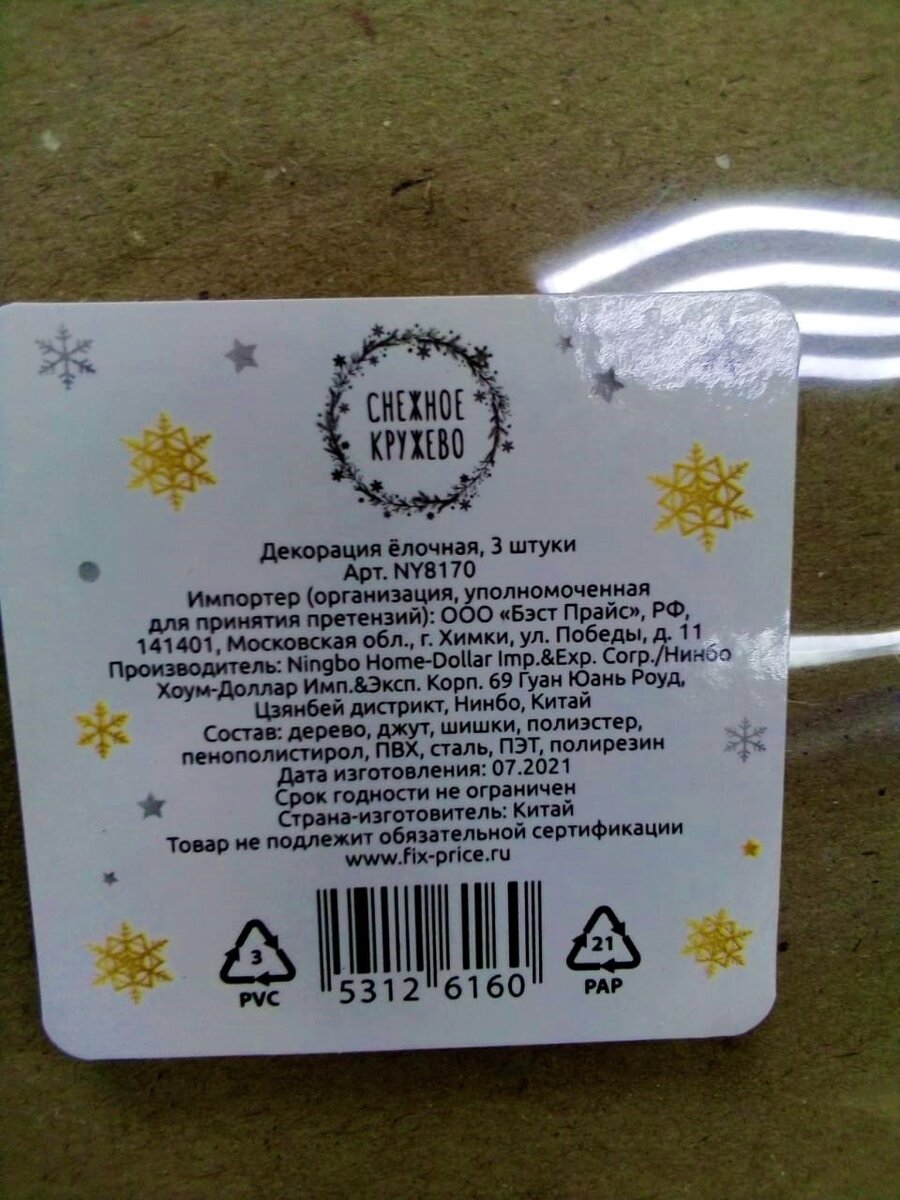 СНЕЖНОЕ
КРУЖЕВО
Декорация ёлочная, 3 штуки
Арт. NY8170
Импортер (организация, уполномоченная
для принятия претензий): ООО «Бэст Прайс», РФ,
141401, Московская обл., г. Химки, ул. Победы, д. 11
Производитель: Ningbo Home-Dollar Imp.&Exp. Corp./Нинбо
Хоум-Доллар Имп.&Эксп. Корп. 69 Гуан Юань Роуд,
Цзянбей дистрикт, Нинбо, Китай
Состав: дерево, джут, шишки, полиэстер,
пенополистирол, ПВХ, сталь, ПЭТ, полирезин
Дата изготовления: 07.2021
Срок годности не ограничен
Страна-изготовитель: Китай
Товар не подлежит обязательной сертификации
www.fix-price.ru
3
PVC
5312 6160
21
PAP